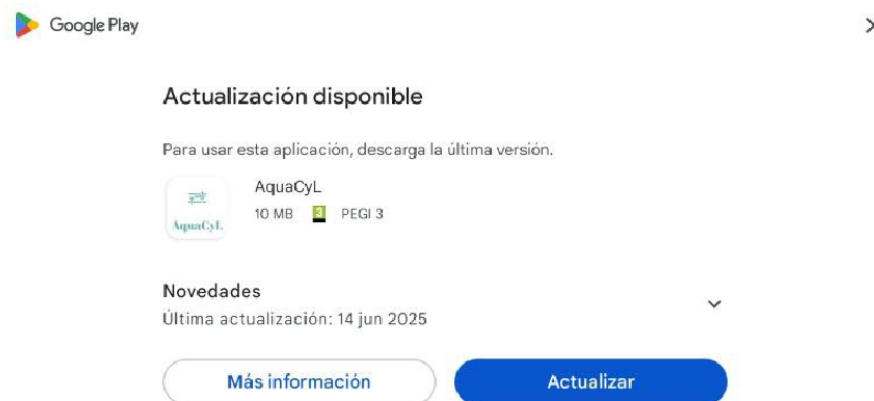 Google Play
Actualización disponible
Para usar esta aplicación, descarga la última versión.
AquaCyL
AquaCyL
10 MB 3 PEGI 3
Novedades
Última actualización: 14 jun 2025
Más información
Actualizar